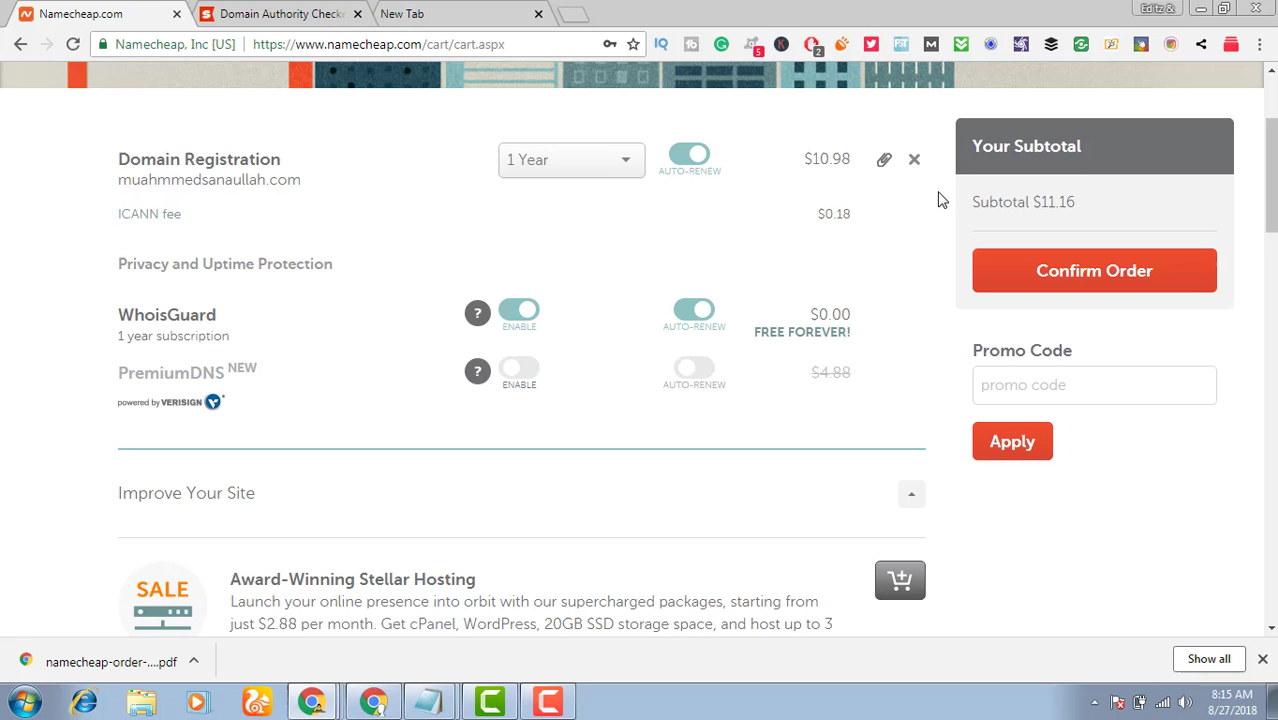 Namecheap.com
Domain Authority Checke
New Tab
Editz &
Namecheap, Inc [US]
https://www.namecheap.com/cart/cart.aspx
5
2
Domain Registration
muahmmedsanaullah.com
1 Year
AUTO-RENEW
$10.98
ICANN fee
$0.18
Privacy and Uptime Protection
WhoisGuard
1 year subscription
?
ENABLE
AUTO-RENEW
$0.00
FREE FOREVER!
PremiumDNS NEW
powered by VERISIGN
?
ENABLE
AUTO-RENEW
$4.88
Your Subtotal
Subtotal $11.16
Confirm Order
Promo Code
promo code
Apply
Improve Your Site
SALE
Award-Winning Stellar Hosting
Launch your online presence into orbit with our supercharged packages, starting from
just $2.88 per month. Get cPanel, WordPress, 20GB SSD storage space, and host up to 3
namecheap-order-....pdf
Show all
8:15 AM
8/27/2018